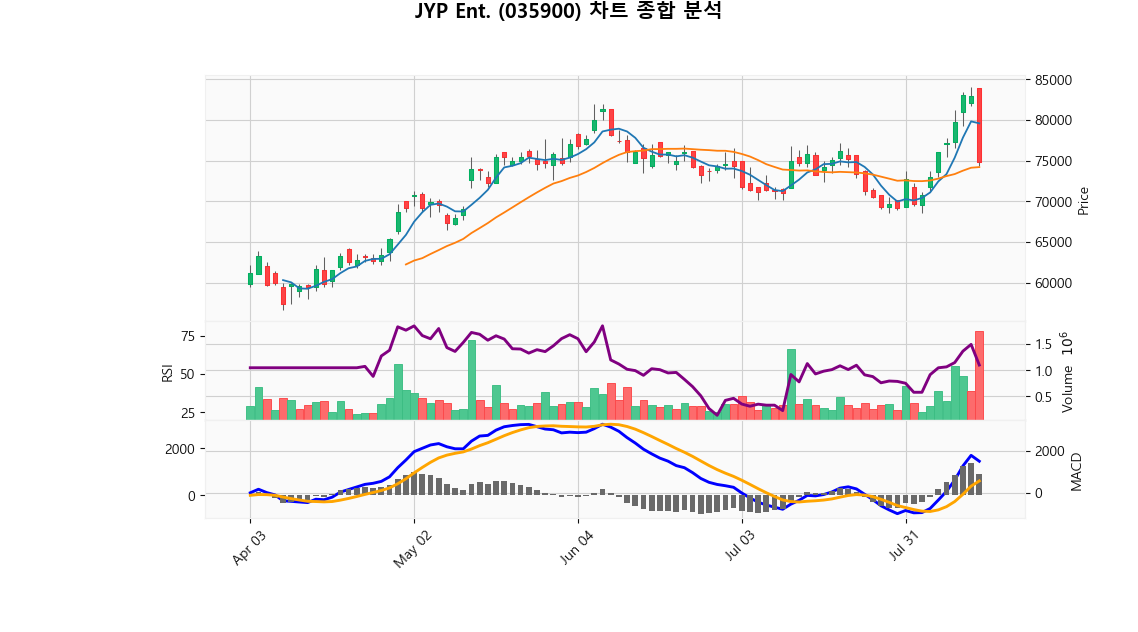 JYP Ent. (035900) 차트 종합 분석
85000
80000
75000
70000
65000
60000
Price
75
50
25
RSI
1.5
1.0
0.5
Volume 10^6
2000
0
2000
0
MACD
Apr 03
May 02
Jun 04
Jul 03
Jul 31